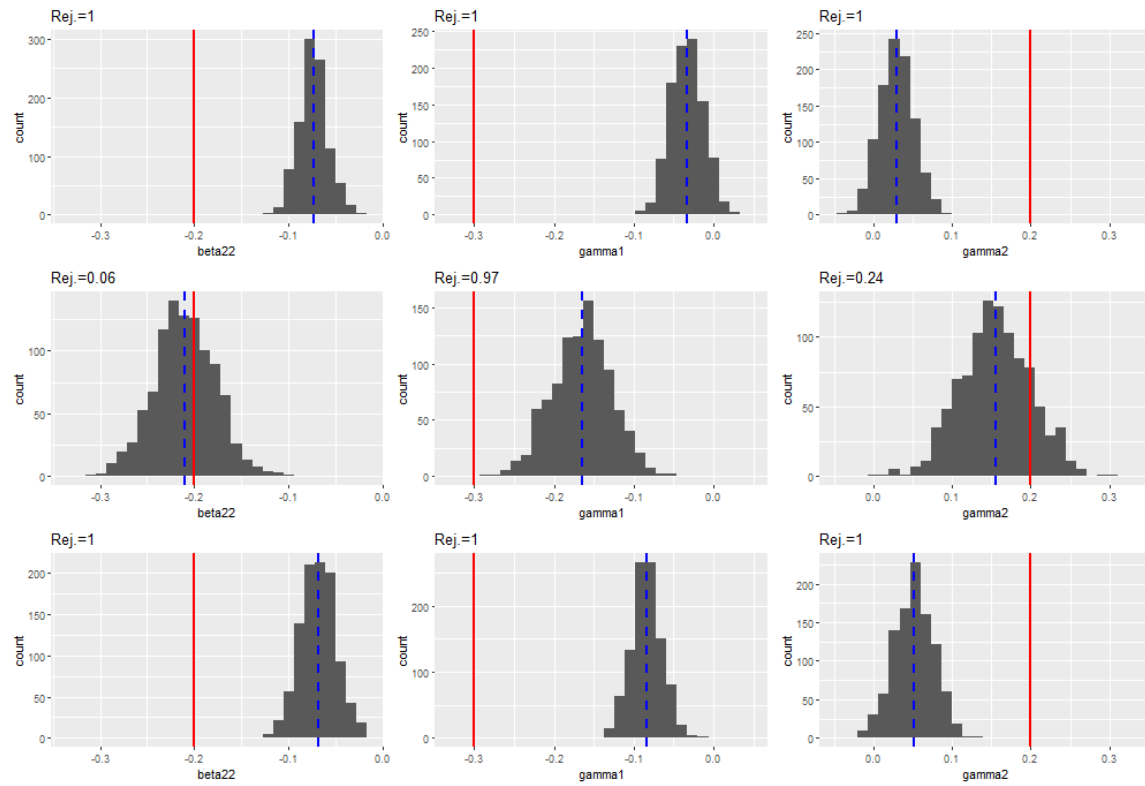 Rej.=1
Rej.=1
Rej.=1
300
200
100
0
count
-0.3
-0.2
-0.1
0.0
beta22
250
200
150
100
50
0
count
-0.3
-0.2
-0.1
0.0
gamma1
250
200
150
100
50
0
count
0.0
0.1
0.2
0.3
gamma2
Rej.=0.06
Rej.=0.97
Rej.=0.24
100
50
0
count
-0.3
-0.2
-0.1
0.0
beta22
150
100
50
0
count
-0.3
-0.2
-0.1
0.0
gamma1
100
50
0
count
0.0
0.1
0.2
0.3
gamma2
Rej.=1
Rej.=1
Rej.=1
200
150
100
50
0
count
-0.3
-0.2
-0.1
0.0
beta22
200
100
0
count
-0.3
-0.2
-0.1
0.0
gamma1
200
150
100
50
0
count
0.0
0.1
0.2
0.3
gamma2